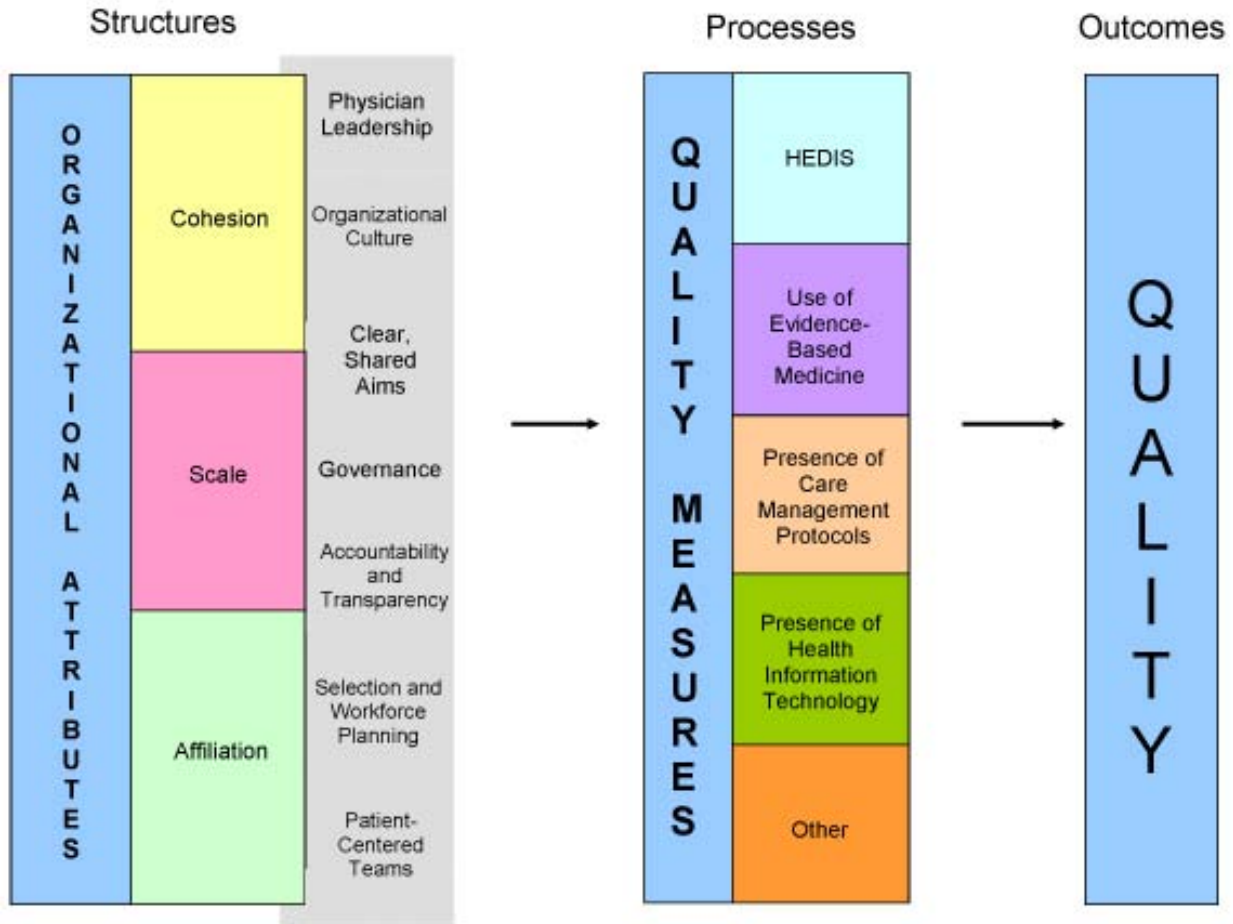 Structures
ORGANIZATIONAL ATTRIBUTES
Cohesion
Scale
Affiliation
Physician
Leadership
Organizational
Culture
Clear,
Shared
Aims
Governance
Accountability
and
Transparency
Selection and
Workforce
Planning
Patient-
Centered
Teams
Processes
QUALITY MEASURES
HEDIS
Use of
Evidence-
Based
Medicine
Presence of
Care
Management
Protocols
Presence of
Health
Information
Technology
Other
Outcomes
QUALITY